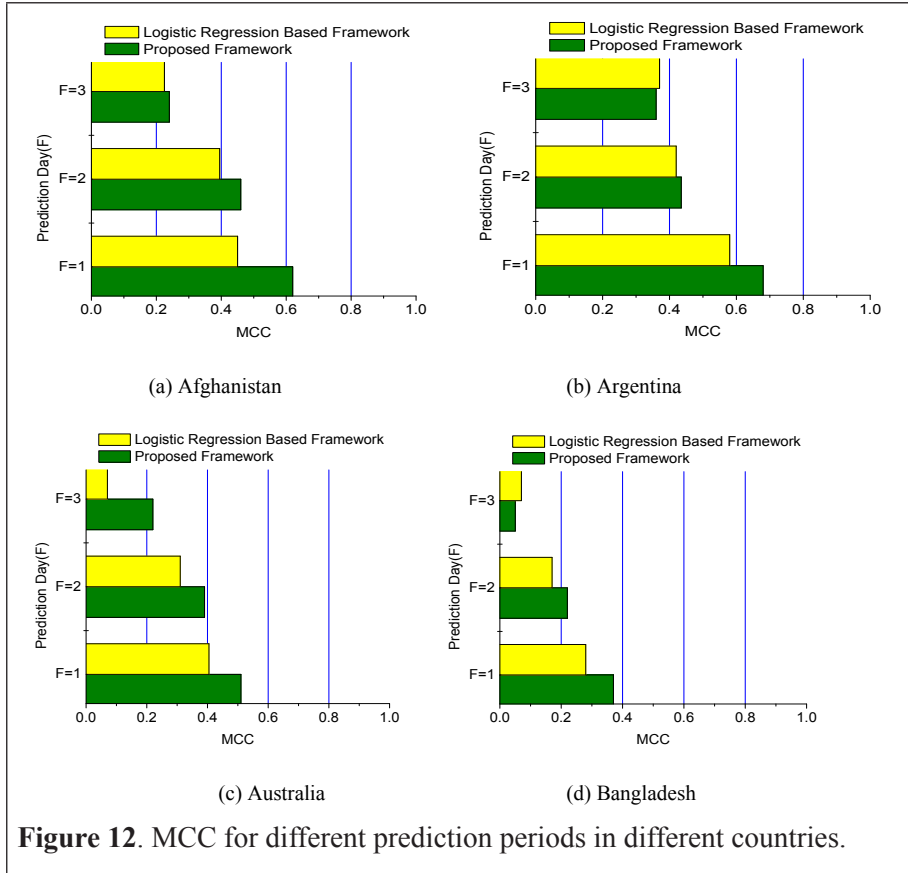 Logistic Regression Based Framework
Proposed Framework
Prediction Day(F)
F=3
F=2
F=1
0.0 0.2 0.4 0.6 0.8 1.0
MCC
(a) Afghanistan
Logistic Regression Based Framework
Proposed Framework
Prediction Day(F)
F=3
F=2
F=1
0.0 0.2 0.4 0.6 0.8 1.0
MCC
(b) Argentina
Logistic Regression Based Framework
Proposed Framework
Prediction Day(F)
F=3
F=2
F=1
0.0 0.2 0.4 0.6 0.8 1.0
MCC
(c) Australia
Logistic Regression Based Framework
Proposed Framework
Prediction Day(F)
F=3
F=2
F=1
0.0 0.2 0.4 0.6 0.8 1.0
MCC
(d) Bangladesh
Figure 12. MCC for different prediction periods in different countries.